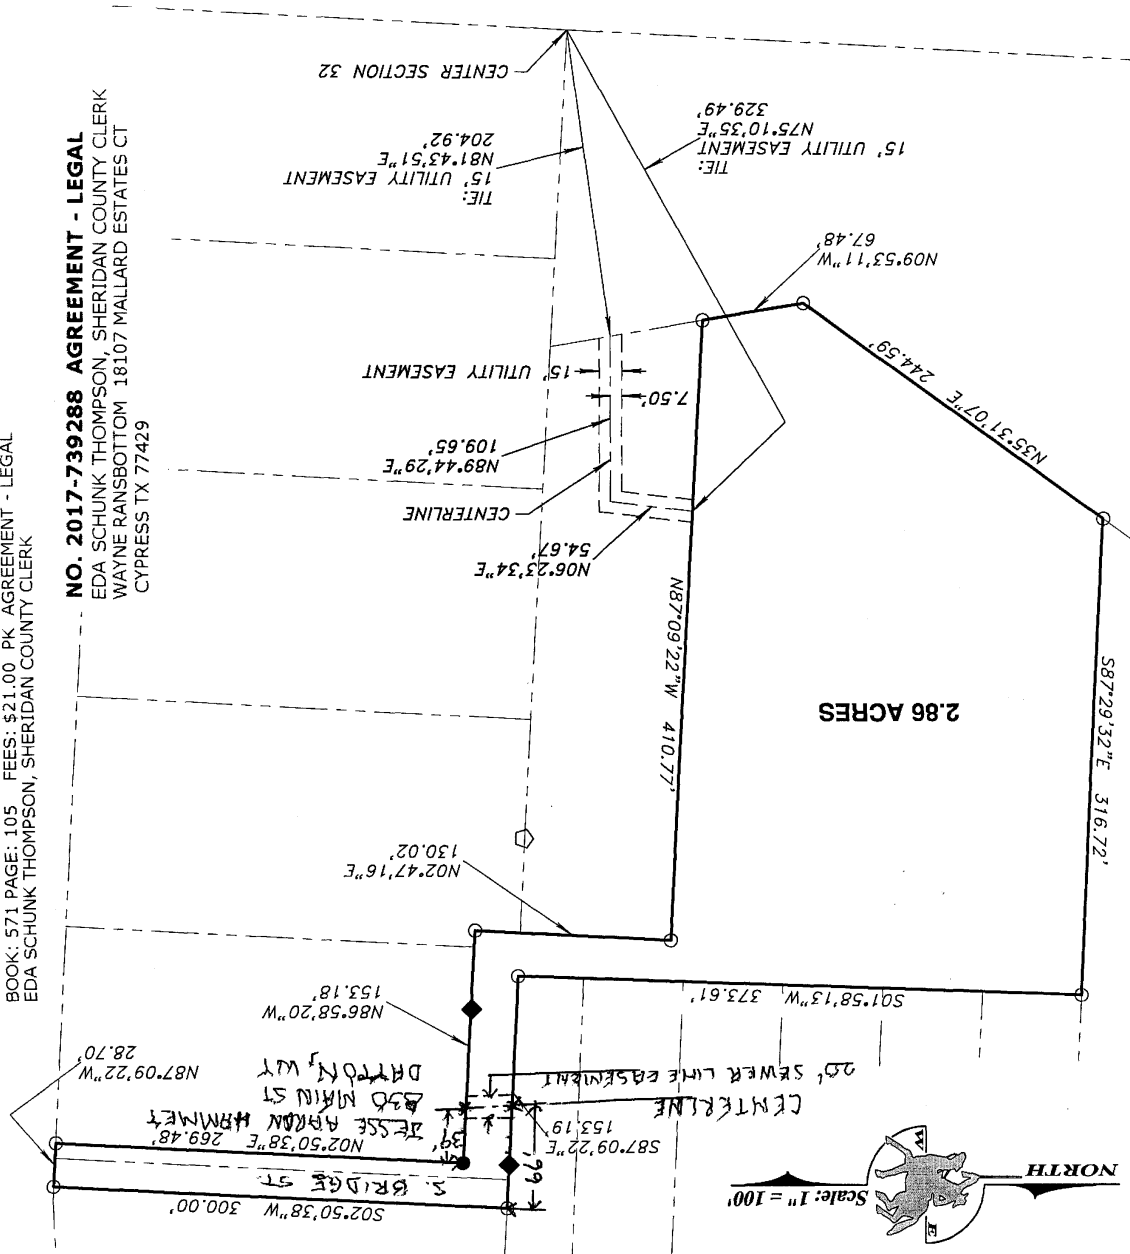 BOOK: 571 PAGE: 105 FEES: $21.00 PK AGREEMENT - LEGAL
EDA SCHUNK THOMPSON, SHERIDAN COUNTY CLERK
NO. 2017-739288 AGREEMENT - LEGAL
EDA SCHUNK THOMPSON, SHERIDAN COUNTY CLERK
WAYNE RANSBOTTOM 18107 MALLARD ESTATES CT
CYPRESS TX 77429
NORTH
W
E
Scale: 1" = 100'
S02°50'38"W 300.00'
S. BRIDGE ST.
N02°50'38"E 269.48'
N87°09'22"W
28.70'
JESSE AARON HAMMET
830 MAIN ST
DAYTON, WY
66'
39'
S87°09'22"E
153.19
CENTERLINE
20' SEWER LINE EASEMENT
N86°58'20"W
153.18'
S01°58'13"W 373.61'
N02°47'16"E
130.02'
2.86 ACRES
S87°29'32"E 316.72'
N87°09'22"W 410.77'
N06°23'34"E
54.67'
CENTERLINE
N89°44'29"E
109.65'
7.50'
15' UTILITY EASEMENT
N35°31'07"E 244.59'
N09°53'11"W
67.48'
TIE:
15' UTILITY EASEMENT
N81°43'51"E
204.92'
TIE:
15' UTILITY EASEMENT
N75°10'35"E
329.49'
CENTER SECTION 32